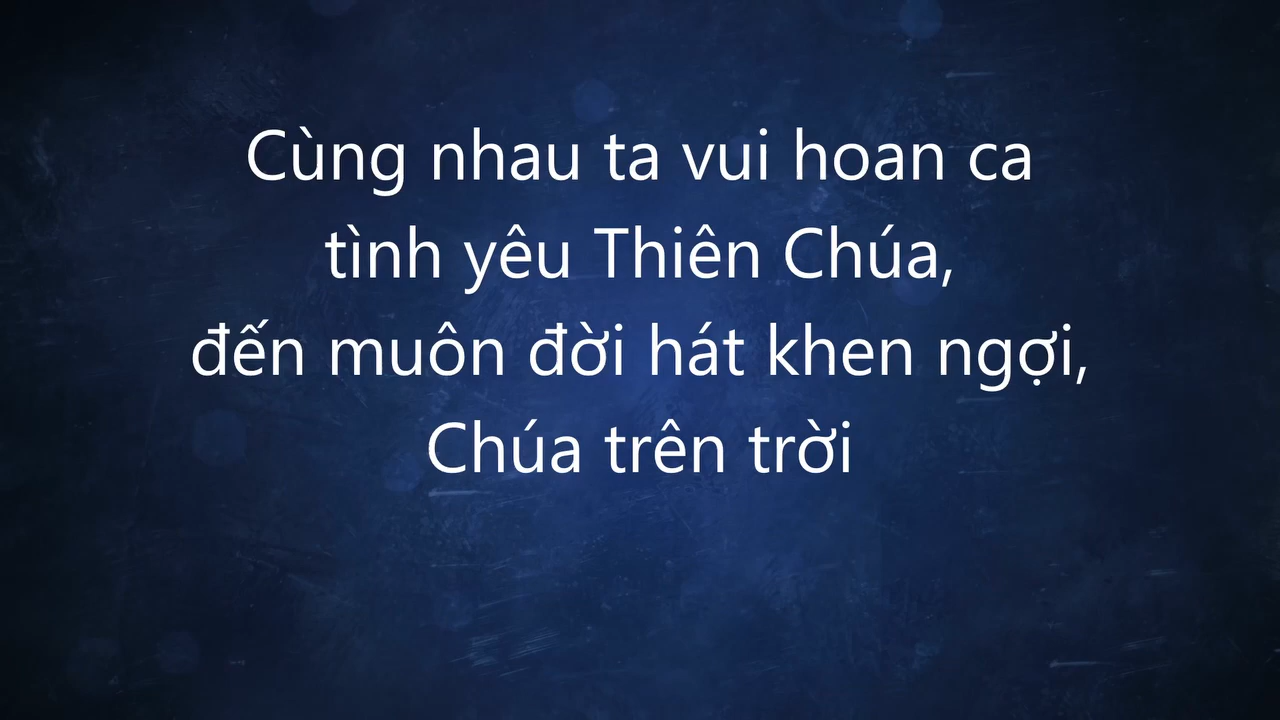 Cùng nhau ta vui hoan ca
tình yêu Thiên Chúa,
đến muôn đời hát khen ngợi,
Chúa trên trời